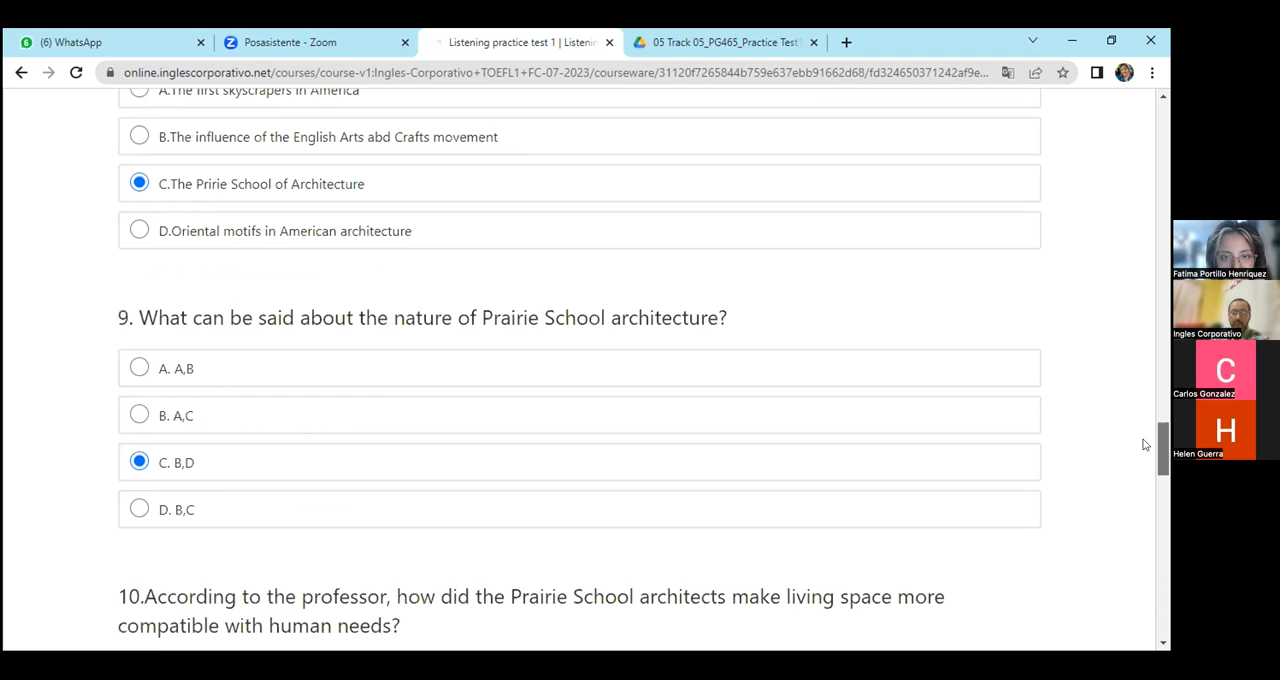 (6) WhatsApp
Posasistente - Zoom
Listening practice test 1 | Listenin
05 Track 05_PG465_Practice Test
online.inglescorporativo.net/courses/course-v1:Ingles-Corporativo+TOEFL1+FC-07-2023/courseware/31120f7265844b759e637ebb91662d68/fd324650371242af9e...
A.The first skyscrapers in America
B.The influence of the English Arts abd Crafts movement
C.The Pririe School of Architecture
D.Oriental motifs in American architecture
9. What can be said about the nature of Prairie School architecture?
A. A,B
B. A,C
C. B,D
D. B,C
10.According to the professor, how did the Prairie School architects make living space more
compatible with human needs?
Fatima Portillo Henriquez
Ingles Corporativo
C
Carlos Gonzalez
H
Helen Guerra